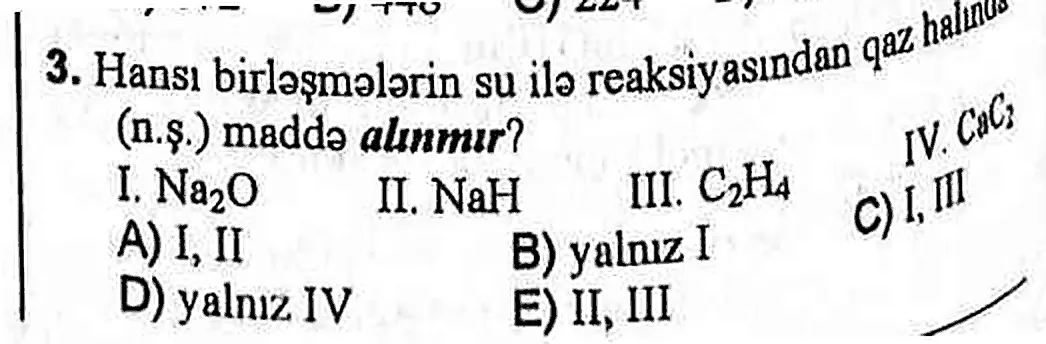 3. Hansı birləşmələrin su ilə reaksiyasından qaz halında
(n.ş.) maddə alınmır?
I. Na₂O II. NaH III. C₂H₄ IV. CaC₂
A) I, II B) yalnız I C) I, III
D) yalnız IV E) II, III